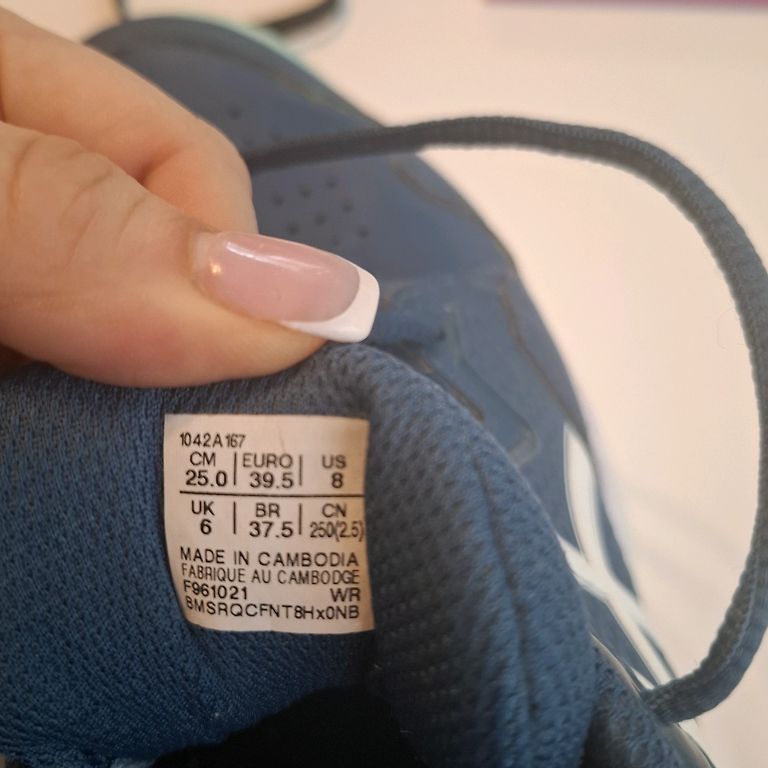 1042A167
CM | EURO | US
25.0 | 39.5 | 8
UK | BR | CN
6 | 37.5 | 250(2.5)
MADE IN CAMBODIA
FABRIQUE AU CAMBODGE
F961021 WR
BMSRQCFNT8Hx0NB